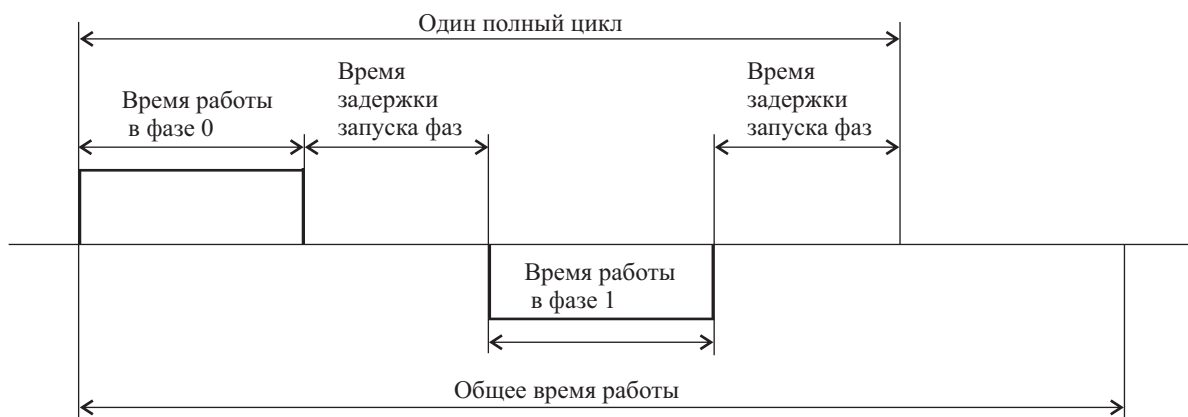 Один полный цикл
Время работы
в фазе 0
Время
задержки
запуска фаз
Время
задержки
запуска фаз
Время работы
в фазе 1
Общее время работы